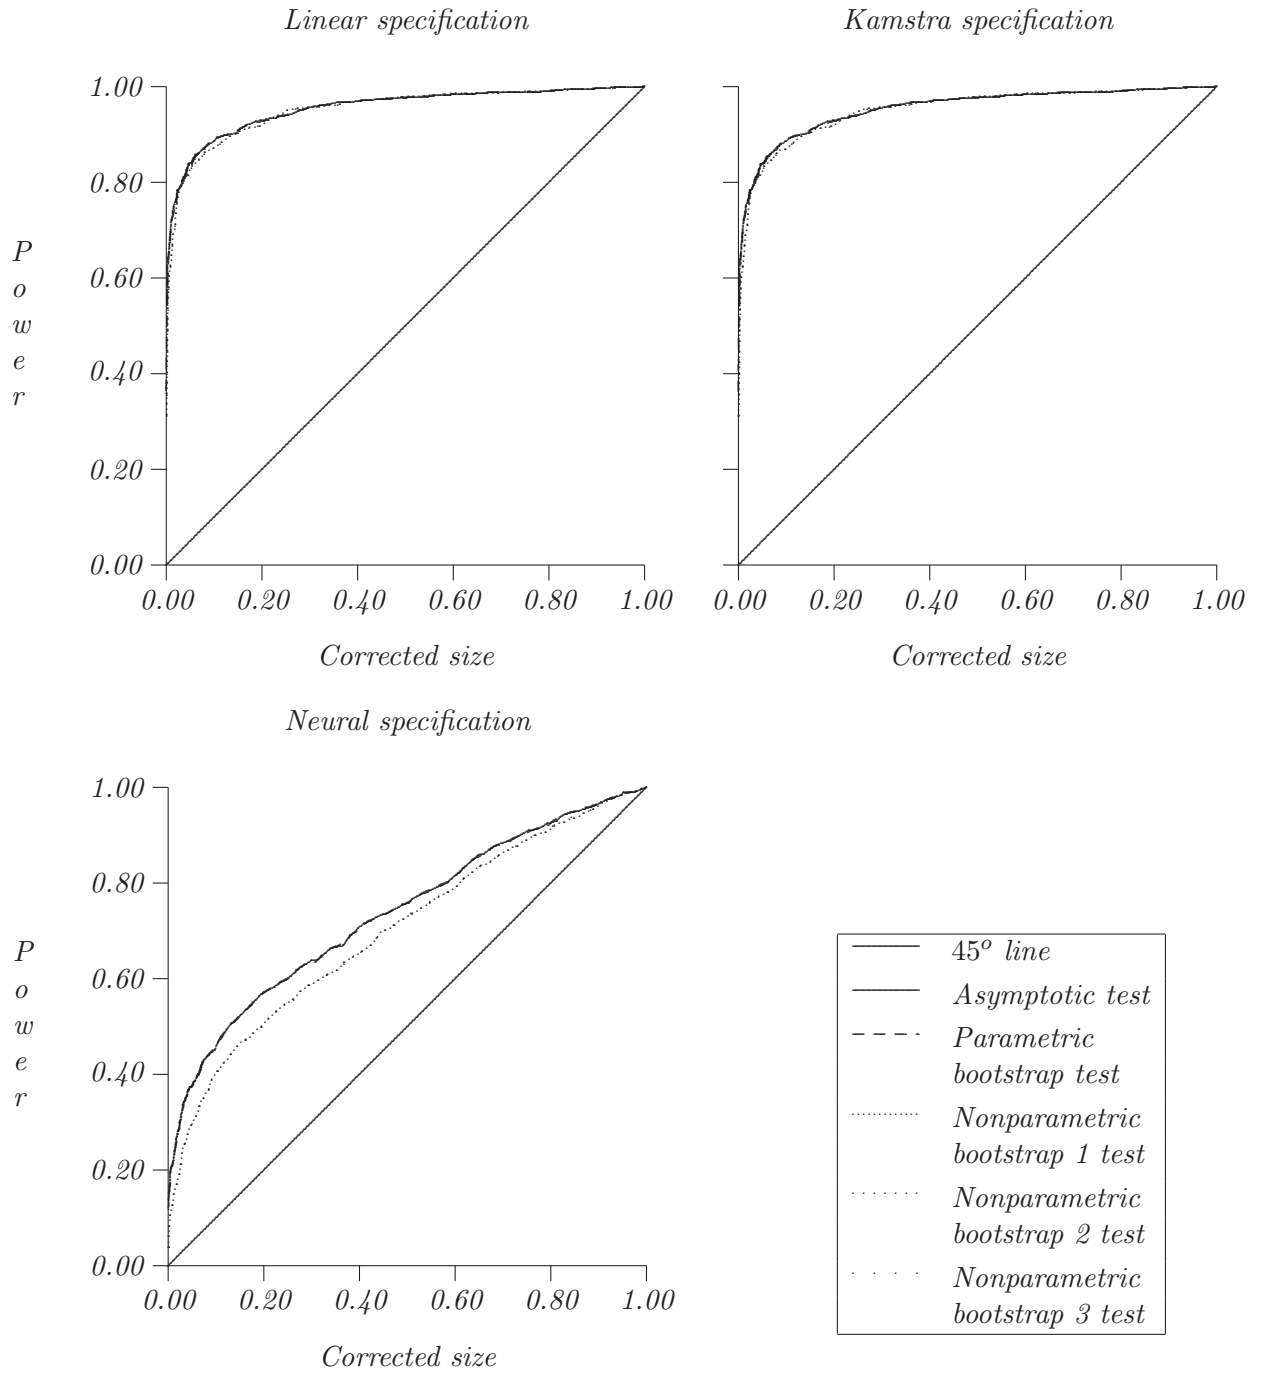 Linear specification
Kamstra specification
1.00
0.80
0.60
0.40
0.20
0.00
P
o
w
e
r
0.00 0.20 0.40 0.60 0.80 1.00
0.00 0.20 0.40 0.60 0.80 1.00
Corrected size
Corrected size
Neural specification
1.00
0.80
0.60
0.40
0.20
0.00
P
o
w
e
r
0.00 0.20 0.40 0.60 0.80 1.00
Corrected size
45° line
Asymptotic test
Parametric
bootstrap test
Nonparametric
bootstrap 1 test
Nonparametric
bootstrap 2 test
Nonparametric
bootstrap 3 test